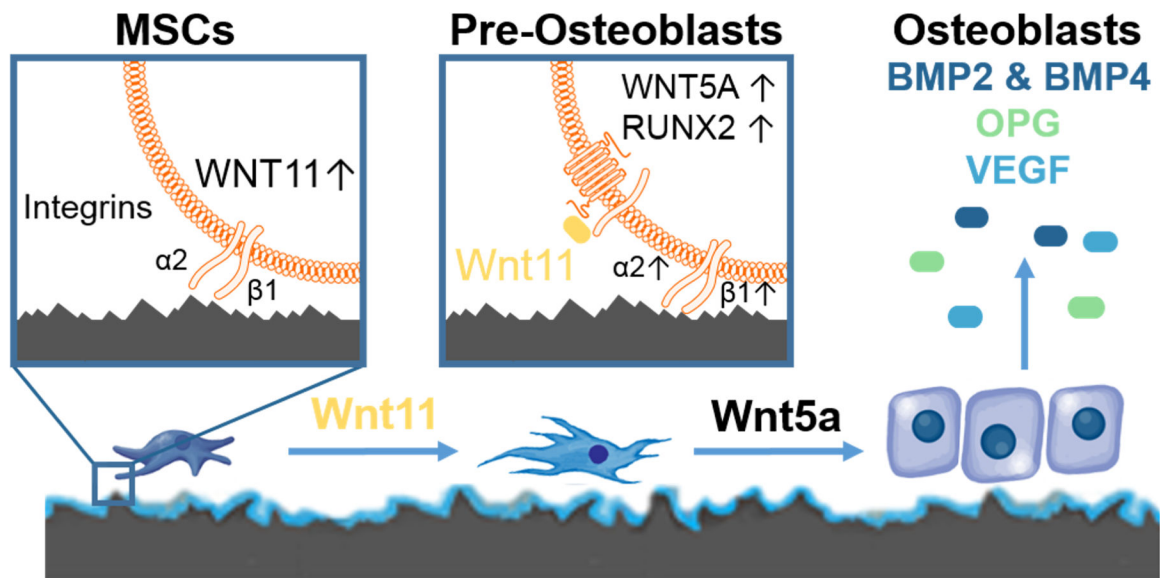 MSCs
WNT11 ↑
Integrins
α2
β1
Pre-Osteoblasts
WNT5A ↑
RUNX2 ↑
Wnt11
α2↑
β1↑
Osteoblasts
BMP2 & BMP4
OPG
VEGF
Wnt11
Wnt5a